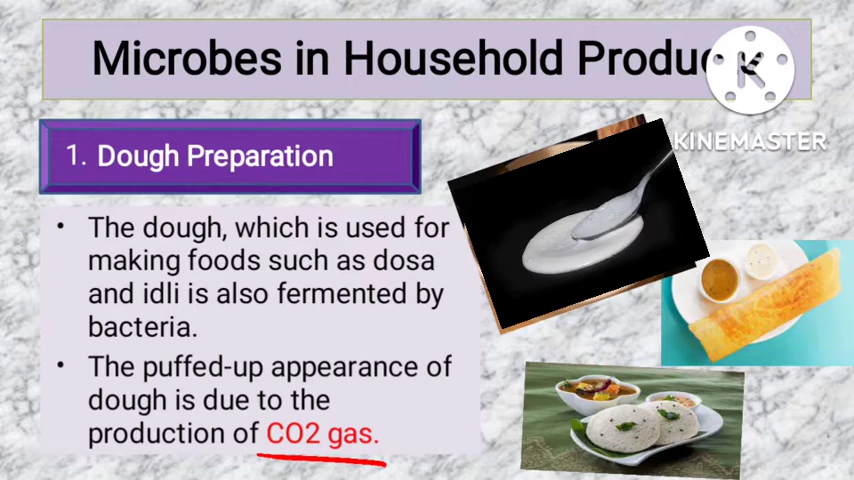 Microbes in Household Produc
KINEMASTER
1. Dough Preparation
• The dough, which is used for
making foods such as dosa
and idli is also fermented by
bacteria.
• The puffed-up appearance of
dough is due to the
production of CO2 gas.